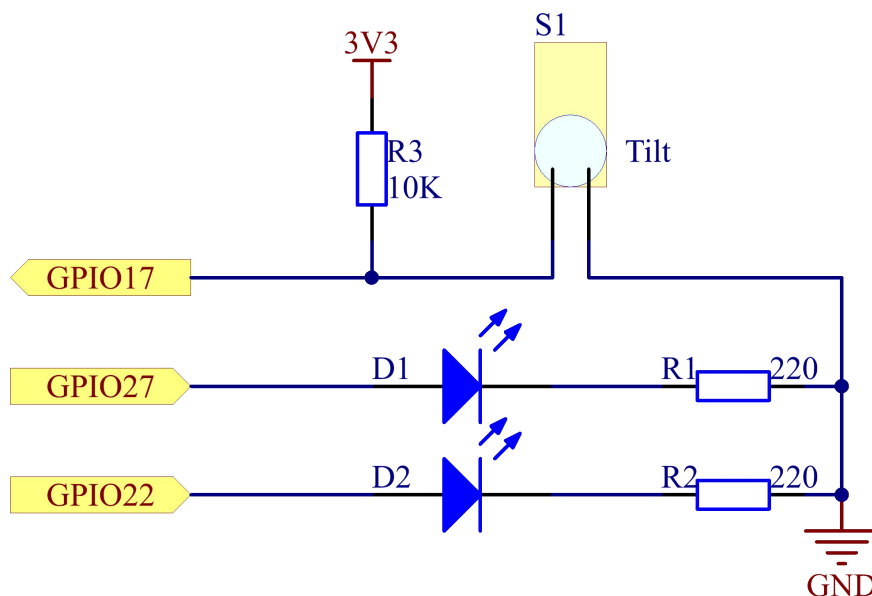 S1
3V3
R3
Tilt
10K
GPIO17
D1
R1
220
GPIO27
D2
R2
220
GPIO22
GND